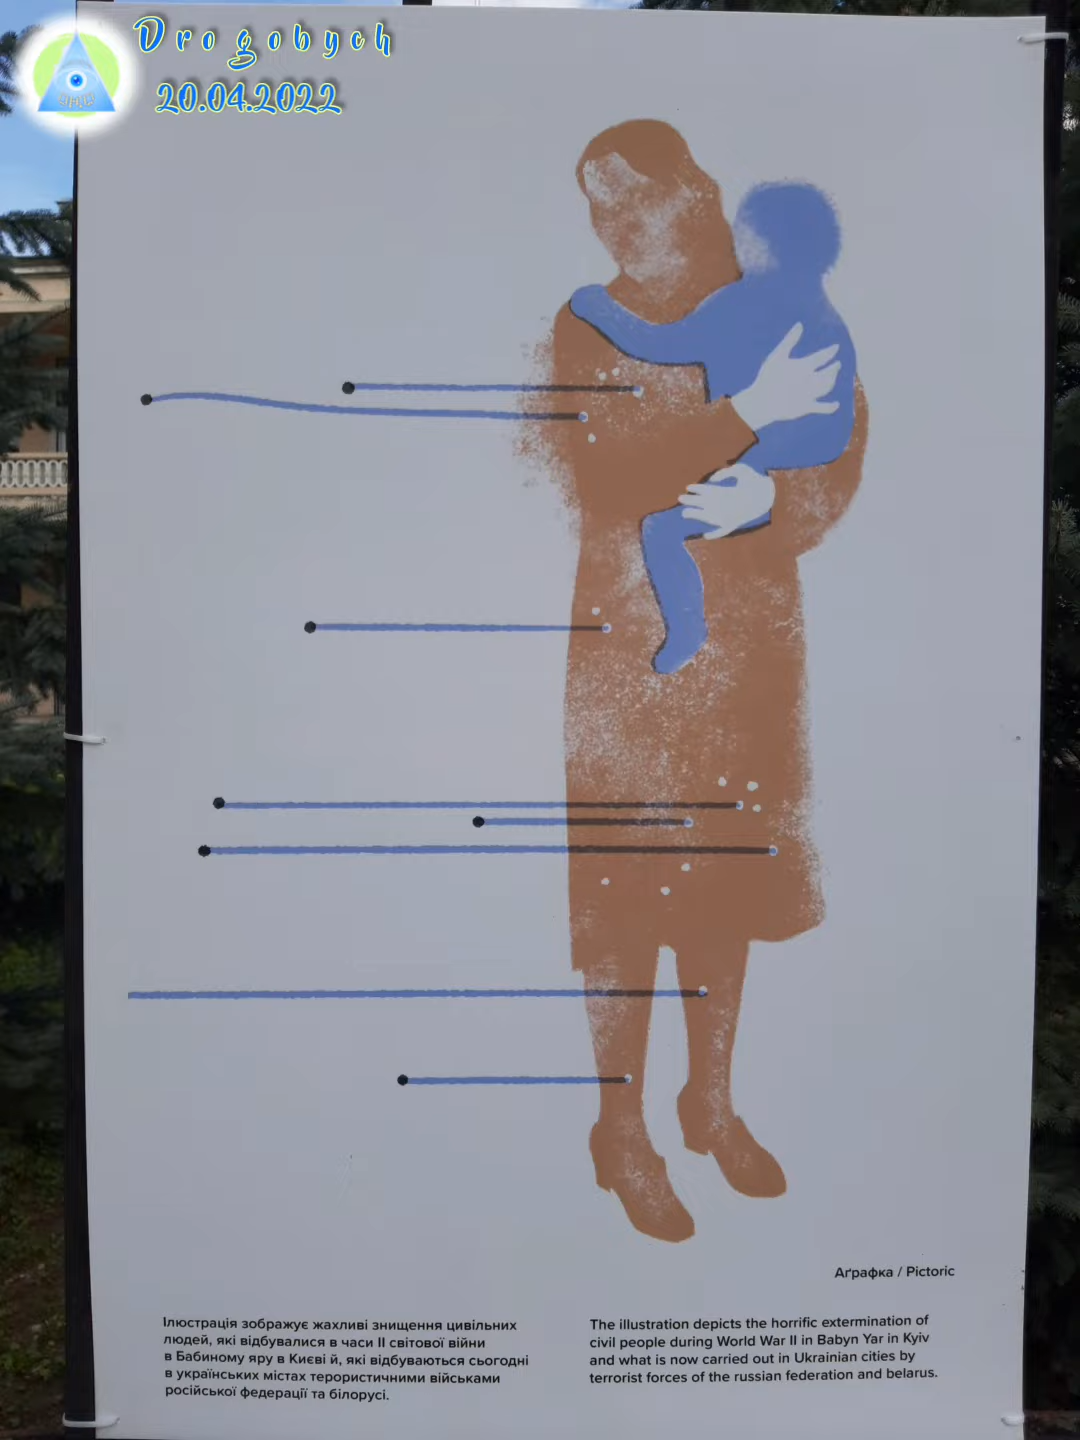 Drogobych
20.04.2022
Аґрафка / Pictoric
Ілюстрація зображує жахливі знищення цивільних
людей, які відбувалися в часи ІІ світової війни
в Бабиному яру в Києві й, які відбуваються сьогодні
в українських містах терористичними військами
російської федерації та білорусі.
The illustration depicts the horrific extermination of
civil people during World War II in Babyn Yar in Kyiv
and what is now carried out in Ukrainian cities by
terrorist forces of the russian federation and belarus.